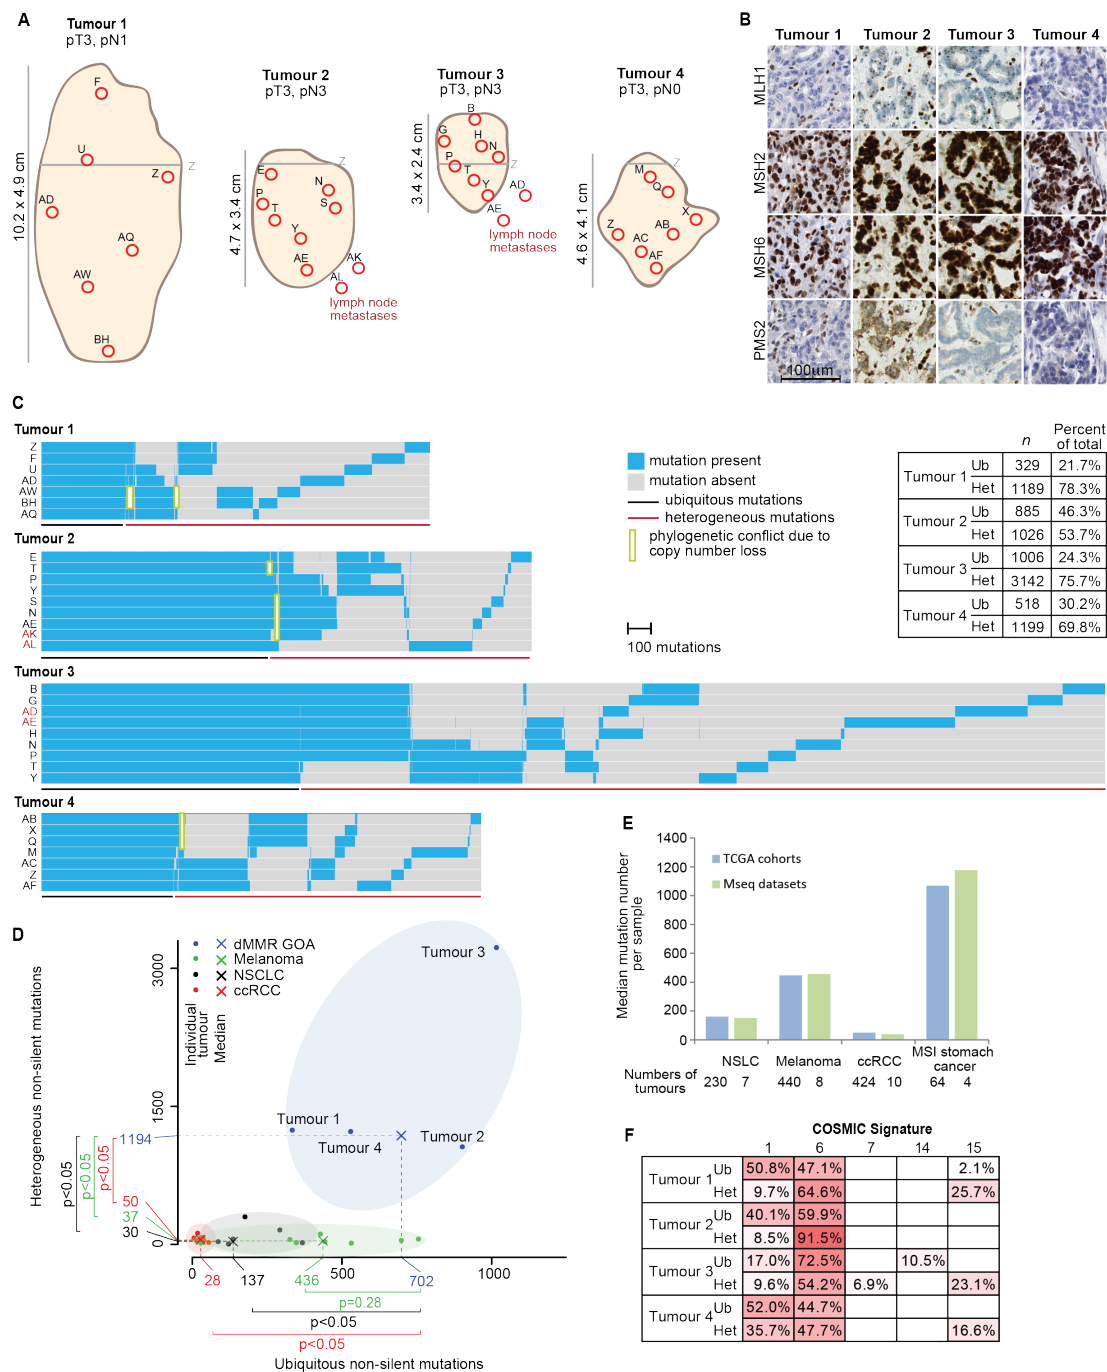 A
Tumour 1
pT3, pN1
10.2 x 4.9 cm
F
U
Z
Z
AD
AQ
AW
BH
Tumour 2
pT3, pN3
4.7 x 3.4 cm
Z
E
N
P
S
T
Y
AE
AK
AL
lymph node
metastases
Tumour 3
pT3, pN3
3.4 x 2.4 cm
B
G
H
N
P
Z
T
Y
AD
AE
lymph node
metastases
Tumour 4
pT3, pN0
4.6 x 4.1 cm
Z
M
Q
X
Z
AB
AC
AF
B
Tumour 1 Tumour 2 Tumour 3 Tumour 4
MLH1
MSH2
MSH6
PMS2
100um
C
Tumour 1
Z
F
U
AD
AW
BH
AQ
Tumour 2
E
T
P
Y
S
N
AE
AK
AL
Tumour 3
B
G
AD
AE
H
N
P
T
Y
Tumour 4
AB
X
Q
M
AC
Z
AF
mutation present
mutation absent
ubiquitous mutations
heterogeneous mutations
phylogenetic conflict due to
copy number loss
100 mutations
n Percent of total
Tumour 1 Ub 329 21.7%
Het 1189 78.3%
Tumour 2 Ub 885 46.3%
Het 1026 53.7%
Tumour 3 Ub 1006 24.3%
Het 3142 75.7%
Tumour 4 Ub 518 30.2%
Het 1199 69.8%
D
Heterogeneous non-silent mutations
3000
1500
0
dMMR GOA
Melanoma
NSCLC
ccRCC
Individual
tumour
Median
Tumour 3
Tumour 1
Tumour 4
Tumour 2
1194
50
37
30
p<0.05
p<0.05
p<0.05
0 500 1000
28 137 436 702
p=0.28
p<0.05
p<0.05
Ubiquitous non-silent mutations
E
Median mutation number
per sample
1400
1200
1000
800
600
400
200
0
TCGA cohorts
Mseq datasets
NSLC Melanoma ccRCC MSI stomach
cancer
Numbers of
tumours
230 7 440 8 424 10 64 4
F
COSMIC Signature
1 6 7 14 15
Tumour 1 Ub 50.8% 47.1% 2.1%
Het 9.7% 64.6% 25.7%
Tumour 2 Ub 40.1% 59.9%
Het 8.5% 91.5%
Tumour 3 Ub 17.0% 72.5% 10.5%
Het 9.6% 54.2% 6.9% 23.1%
Tumour 4 Ub 52.0% 44.7%
Het 35.7% 47.7% 16.6%